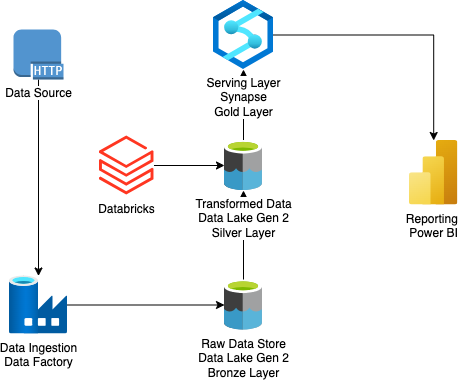 HTTP
Data Source
Serving Layer
Synapse
Gold Layer
Databricks
Transformed Data
Data Lake Gen 2
Silver Layer
Reporting
Power BI
Data Ingestion
Data Factory
Raw Data Store
Data Lake Gen 2
Bronze Layer